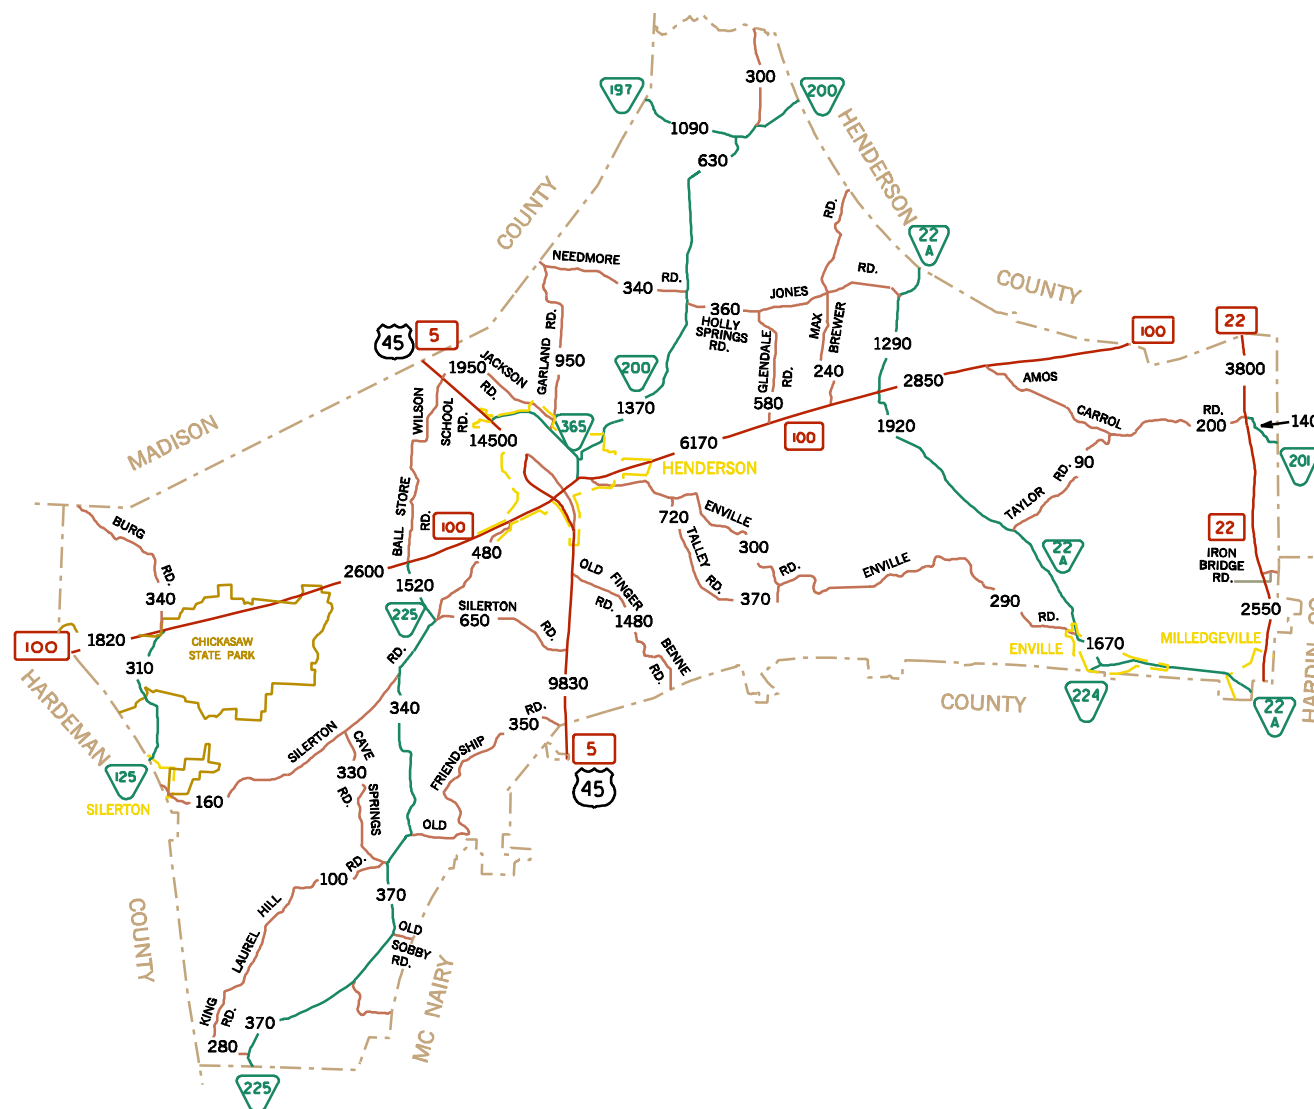 300
197
200
1090
HENDERSON
630
COUNTY
RD.
22
A
NEEDMORE
RD.
340
RD.
COUNTY
JONES
360
HOLLY
SPRINGS
RD.
MAX
BREWER
100
22
5
45
GARLAND RD.
1290
JACKSON
RD.
1950
950
200
GLENDALE
RD.
240
2850
3800
AMOS
CARROL
RD.
200
140
WILSON
SCHOOL
RD.
1370
580
365
14500
6170
100
1920
MADISON
HENDERSON
90
201
TAYLOR RD.
BALL STORE
RD.
BURG
RD.
100
480
720
ENVILLE
300
RD.
TALLEY
RD.
370
ENVILLE
290
RD.
22
A
22
IRON
BRIDGE
RD.
2600
1520
OLD FINGER
RD.
1480
BENNE
RD.
340
225
SILERTON
650
RD.
2550
1820
100
CHICKASAW
STATE PARK
310
RD.
1670
ENVILLE
MILLEDGEVILLE
HARDIN CO
HARDEMAN
9830
340
COUNTY
224
22
A
RD.
350
SILERTON
CAVE
SPRINGS
RD.
330
FRIENDSHIP
5
45
125
SILERTON
160
OLD
RD.
100
370
LAUREL HILL
OLD
SOBBY
RD.
COUNTY
MC NAIRY
KING
RD.
370
280
225